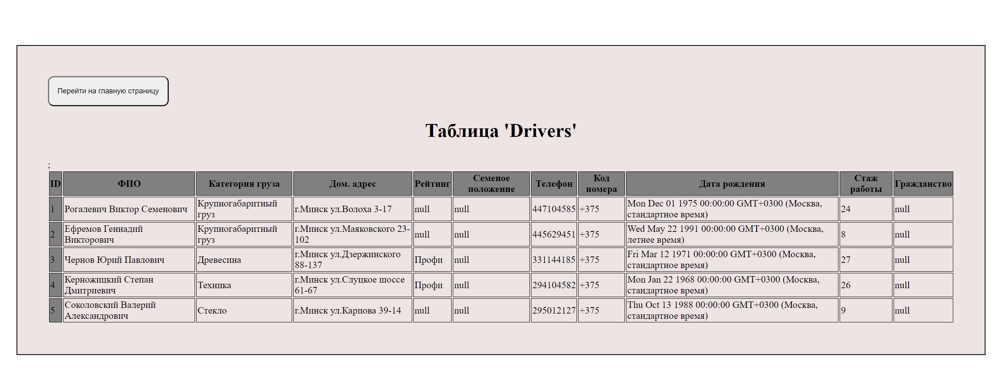 Перейти на главную страницу
Таблица 'Drivers'
;
ID ФИО Категория груза Дом. адрес Рейтинг Семеное положение Телефон Код номера Дата рождения Стаж работы Гражданство
1 Рогалевич Виктор Семенович Крупногабаритный груз г.Минск ул.Волоха 3-17 null null 447104585 +375 Mon Dec 01 1975 00:00:00 GMT+0300 (Москва, стандартное время) 24 null
2 Ефремов Геннадий Викторович Крупногабаритный груз г.Минск ул.Маяковского 23-102 null null 445629451 +375 Wed May 22 1991 00:00:00 GMT+0300 (Москва, летнее время) 8 null
3 Чернов Юрий Павлович Древесина г.Минск ул.Дзержинского 88-137 Профи null 331144185 +375 Fri Mar 12 1971 00:00:00 GMT+0300 (Москва, стандартное время) 27 null
4 Керножицкий Степан Дмитриевич Техника г.Минск ул.Слуцкое шоссе 61-67 Профи null 294104582 +375 Mon Jan 22 1968 00:00:00 GMT+0300 (Москва, стандартное время) 26 null
5 Соколовский Валерий Александрович Стекло г.Минск ул.Карпова 39-14 null null 295012127 +375 Thu Oct 13 1988 00:00:00 GMT+0300 (Москва, стандартное время) 9 null